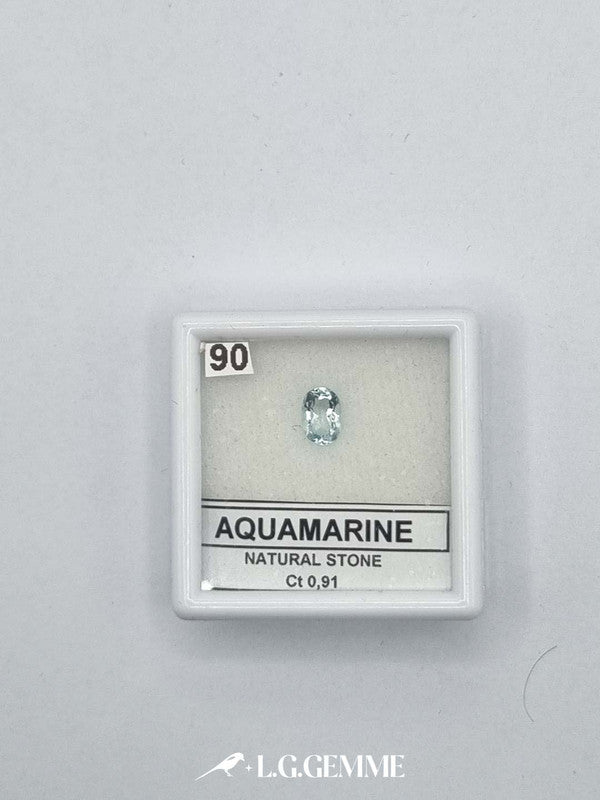 90
AQUAMARINE
NATURAL STONE
Ct 0,91
L.G.GEMME